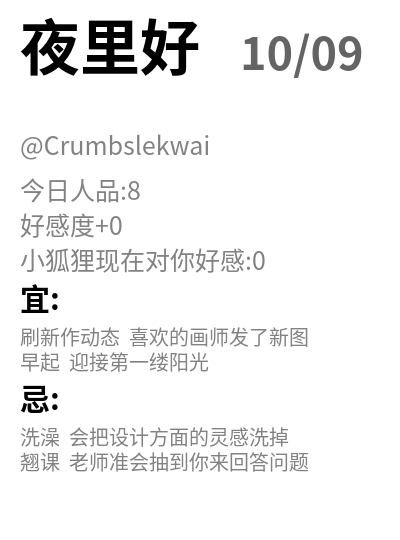 夜里好 10/09
@Crumbslekwai
今日人品:8
好感度+0
小狐狸现在对你好感:0
宜:
刷新作动态 喜欢的画师发了新图
早起 迎接第一缕阳光
忌:
洗澡 会把设计方面的灵感洗掉
翘课 老师准会抽到你来回答问题